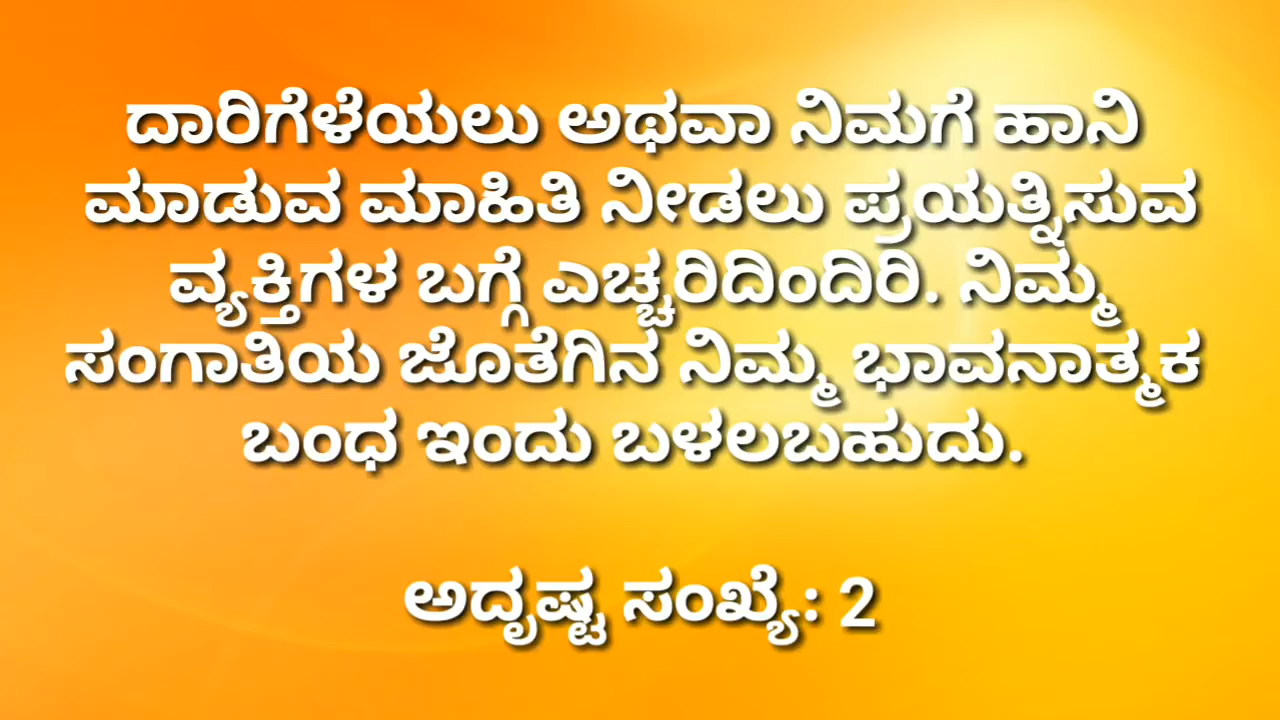 ದಾರಿಗೆಳೆಯಲು ಅಥವಾ ನಿಮಗೆ ಹಾನಿ
ಮಾಡುವ ಮಾಹಿತಿ ನೀಡಲು ಪ್ರಯತ್ನಿಸುವ
ವ್ಯಕ್ತಿಗಳ ಬಗ್ಗೆ ಎಚ್ಚರಿದಿಂದಿರಿ. ನಿಮ್ಮ
ಸಂಗಾತಿಯ ಜೊತೆಗಿನ ನಿಮ್ಮ ಭಾವನಾತ್ಮಕ
ಬಂಧ ಇಂದು ಬಳಲಬಹುದು.
ಅದೃಷ್ಟ ಸಂಖ್ಯೆ: 2